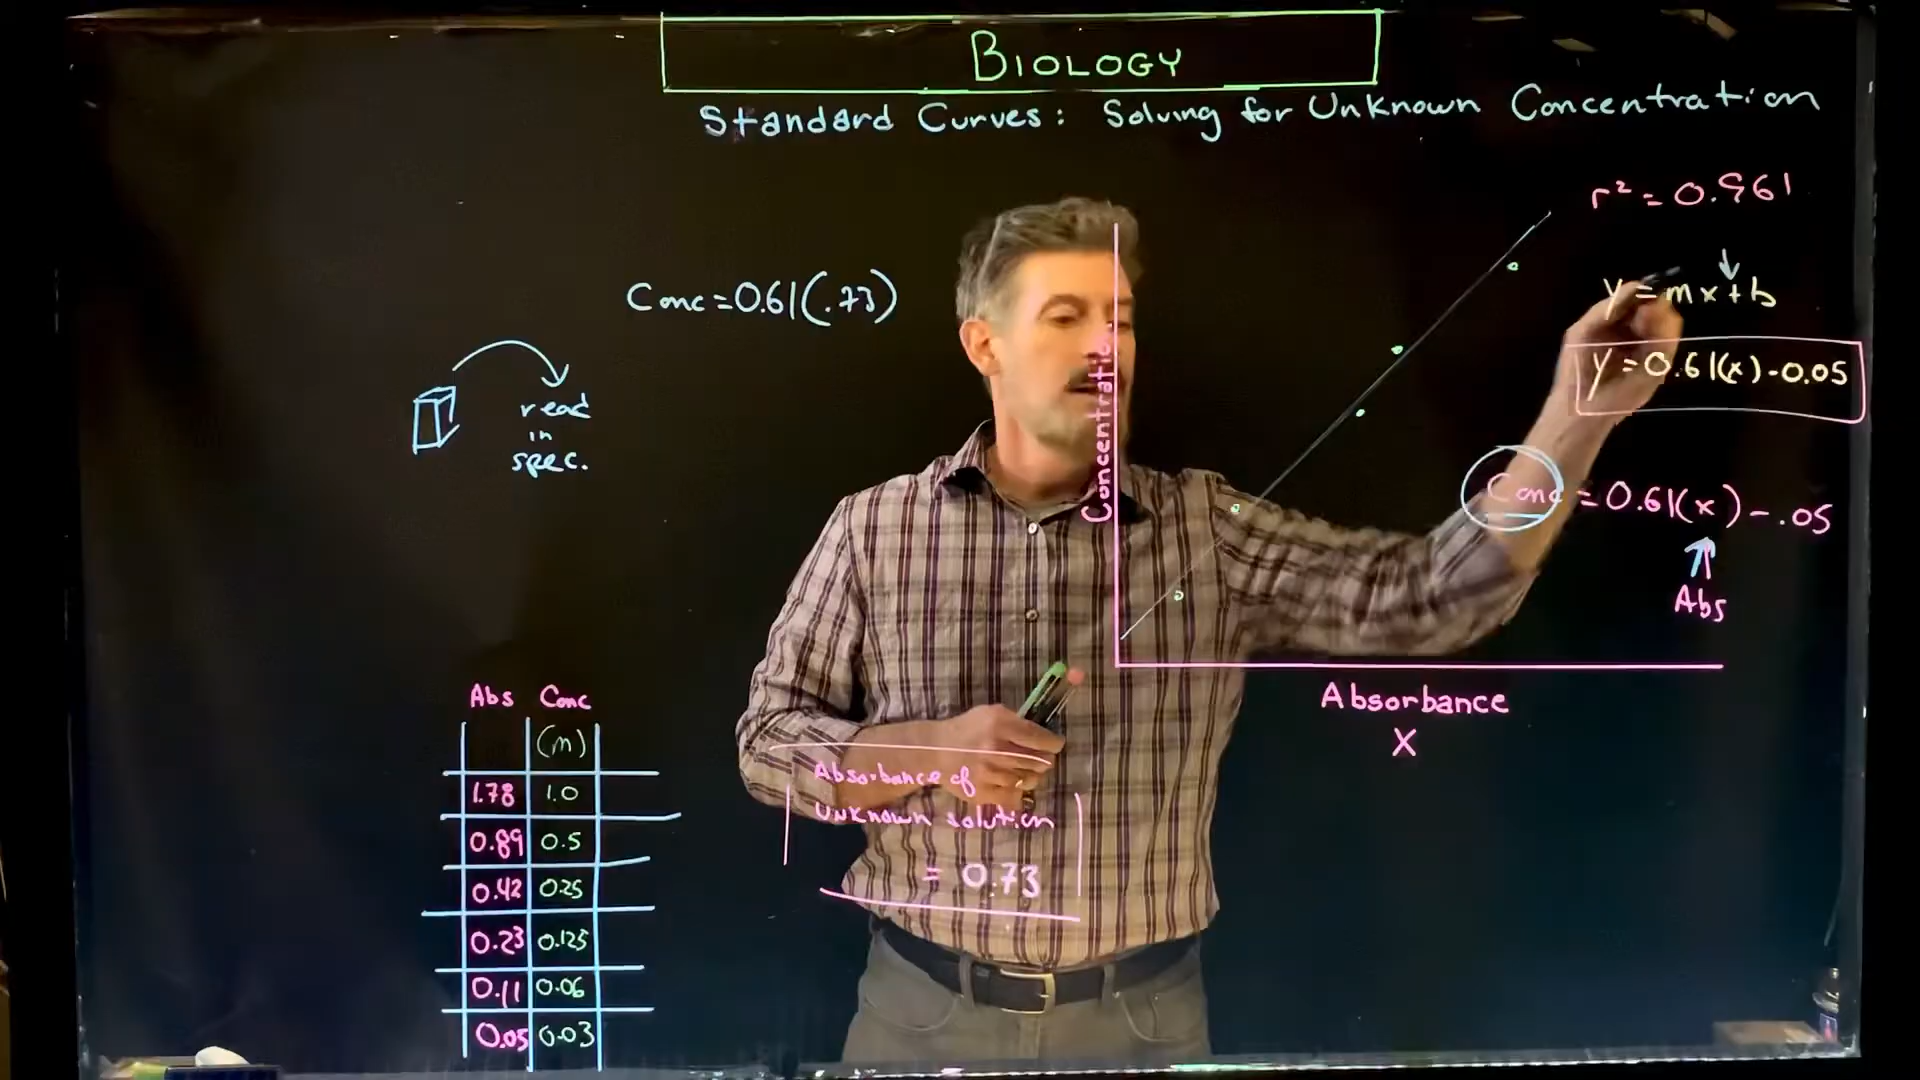 BIOLOGY
Standard Curves: Solving for Unknown Concentration
r² = 0.961
Conc = 0.61(.73)
y = mx + b
y = 0.61(x) - 0.05
read
in
spec.
Concentration
Conc = 0.61(x) - .05
Abs
Absorbance
X
Abs Conc
(m)
1.78 1.0
0.89 0.5
0.42 0.25
0.23 0.125
0.11 0.06
0.05 0.03
Absorbance of
Unknown solution
= 0.73